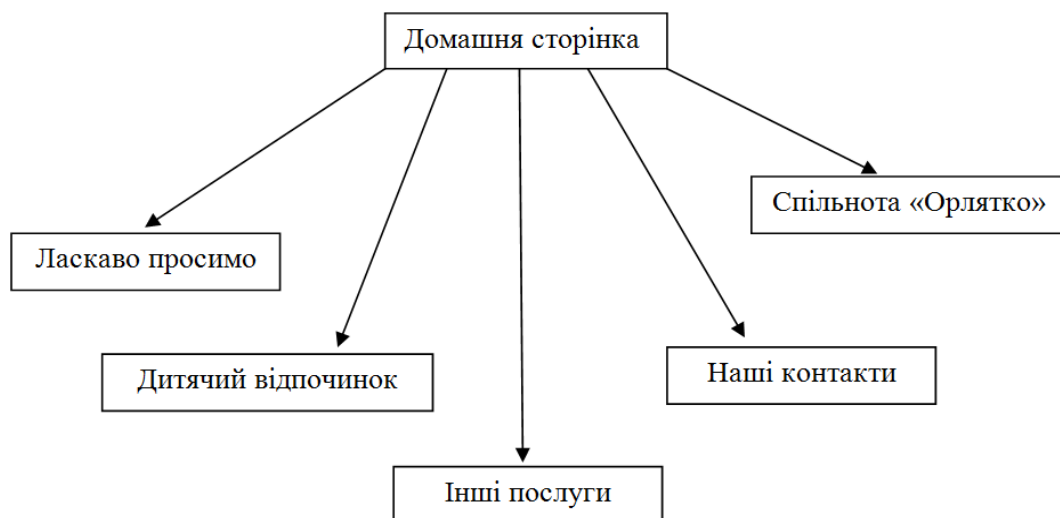 Домашня сторінка
Спільнота «Орлятко»
Ласкаво просимо
Дитячий відпочинок
Наші контакти
Інші послуги